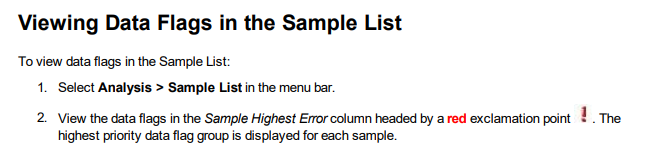 Viewing Data Flags in the Sample List
To view data flags in the Sample List:
1. Select Analysis > Sample List in the menu bar.
2. View the data flags in the Sample Highest Error column headed by a red exclamation point ! . The
highest priority data flag group is displayed for each sample.